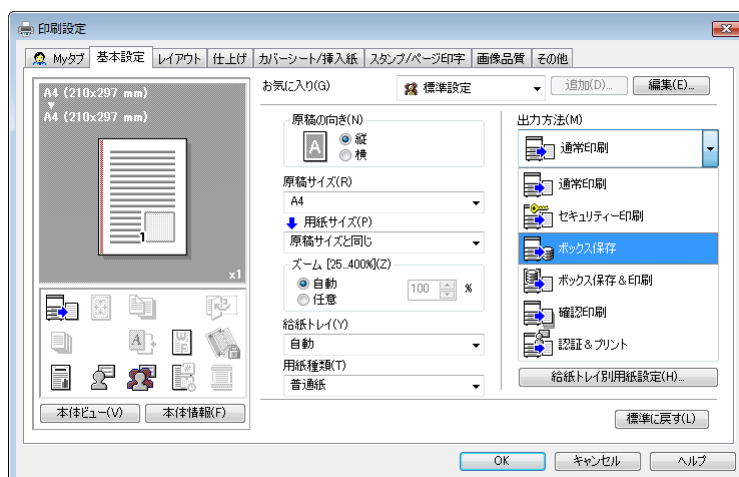 印刷設定
Myタブ 基本設定 レイアウト 仕上げ カバーシート/挿入紙 スタンプ/ページ印字 画像品質 その他
A4 (210x297 mm)
A4 (210x297 mm)
1
x1
本体ビュー(V) 本体情報(F)
お気に入り(G) 標準設定 追加(D)... 編集(E)...
原稿の向き(N)
A
縦
横
原稿サイズ(R)
A4
用紙サイズ(P)
原稿サイズと同じ
ズーム [25..400%](Z)
自動
任意
100 %
給紙トレイ(Y)
自動
用紙種類(T)
普通紙
出力方法(M)
通常印刷
通常印刷
セキュリティー印刷
ボックス保存
ボックス保存 & 印刷
確認印刷
認証 & プリント
給紙トレイ別用紙設定(H)...
標準に戻す(L)
OK キャンセル ヘルプ